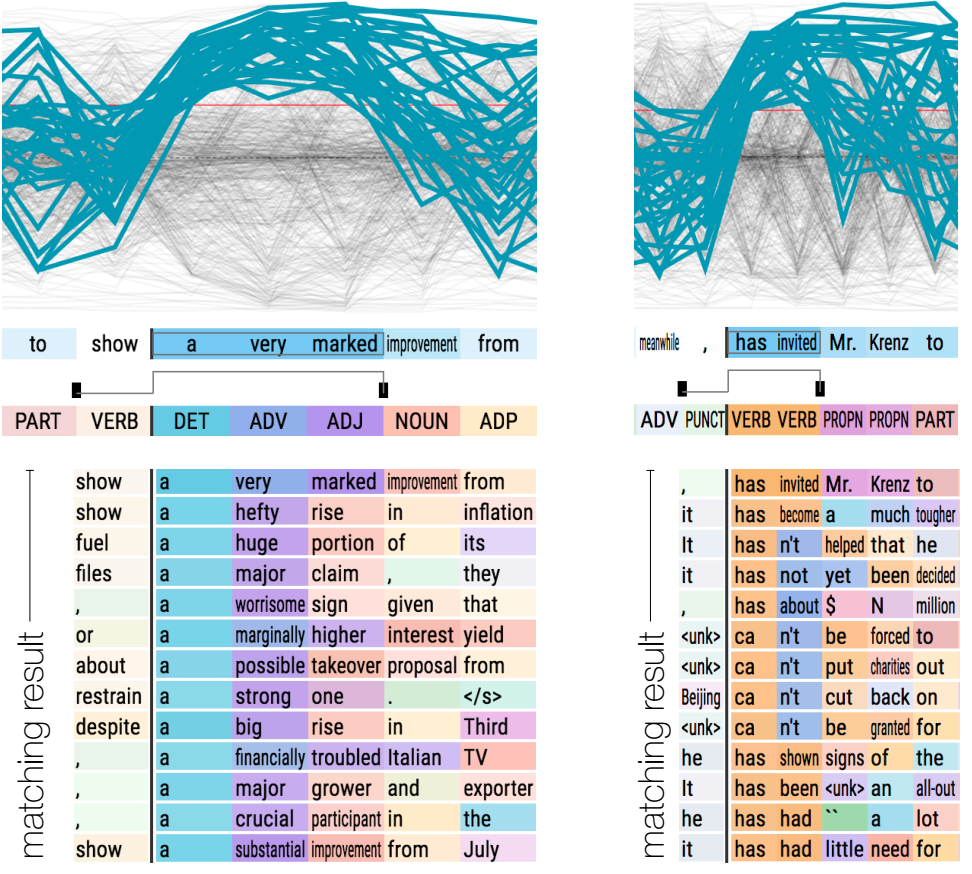 to show a very marked improvement from
PART VERB DET ADV ADJ NOUN ADP
matching result
show a very marked improvement from
show a hefty rise in inflation
fuel a huge portion of its
files a major claim , they
, a worrisome sign given that
or a marginally higher interest yield
about a possible takeover proposal from
restrain a strong one . </s>
despite a big rise in Third
, a financially troubled Italian TV
, a major grower and exporter
, a crucial participant in the
show a substantial improvement from July
meanwhile , has invited Mr. Krenz to
ADV PUNCT VERB VERB PROPN PROPN PART
matching result
, has invited Mr. Krenz to
it has become a much tougher
It has n't helped that he
it has not yet been decided
, has about $ N million
<unk> ca n't be forced to
<unk> ca n't put charities out
Beijing ca n't cut back on
<unk> ca n't be granted for
he has shown signs of the
It has been <unk> an all-out
he has had `` a lot
it has had little need for